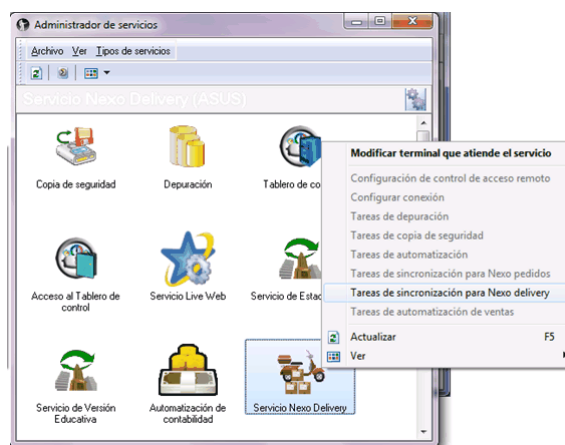 Administrador de servicios
Archivo Ver Tipos de servicios
Servicio Nexo Delivery (ASUS)
Copia de seguridad
Depuración
Tablero de co
Acceso al Tablero de
control
Servicio Live Web
Servicio de Estac
Servicio de Versión
Educativa
Automatización de
contabilidad
Servicio Nexo Delivery
Modificar terminal que atiende el servicio
Configuración de control de acceso remoto
Configurar conexión
Tareas de depuración
Tareas de copia de seguridad
Tareas de automatización
Tareas de sincronización para Nexo pedidos
Tareas de sincronización para Nexo delivery
Tareas de automatización de ventas
Actualizar F5
Ver